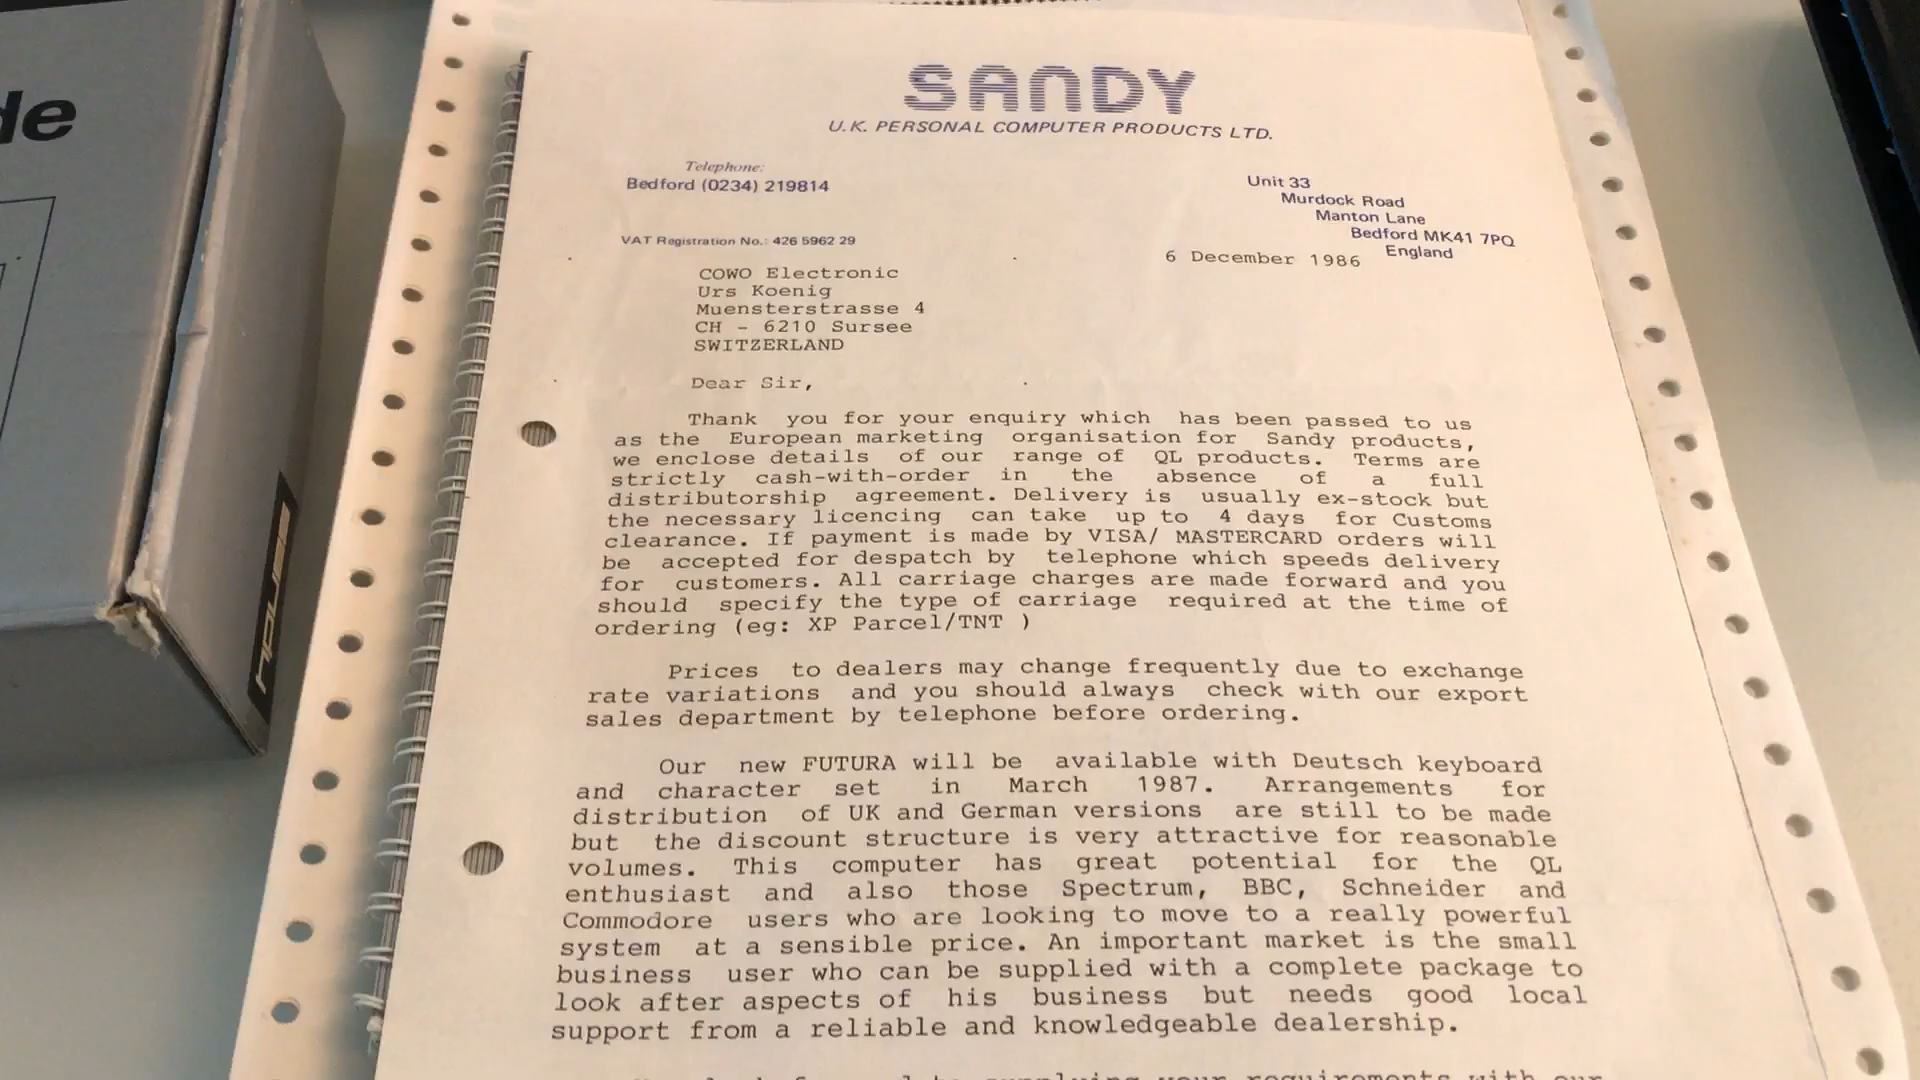 de
SANDY
U.K. PERSONAL COMPUTER PRODUCTS LTD.
Telephone:
Bedford (0234) 219814
Unit 33
Murdock Road
Manton Lane
Bedford MK41 7PQ
England
VAT Registration No.: 426 5962 29
6 December 1986
COWO Electronic
Urs Koenig
Muensterstrasse 4
CH - 6210 Sursee
SWITZERLAND
Dear Sir,
Thank you for your enquiry which has been passed to us
as the European marketing organisation for Sandy products,
we enclose details of our range of QL products. Terms are
strictly cash-with-order in the absence of a full
distributorship agreement. Delivery is usually ex-stock but
the necessary licencing can take up to 4 days for Customs
clearance. If payment is made by VISA/ MASTERCARD orders will
be accepted for despatch by telephone which speeds delivery
for customers. All carriage charges are made forward and you
should specify the type of carriage required at the time of
ordering (eg: XP Parcel/TNT )
Prices to dealers may change frequently due to exchange
rate variations and you should always check with our export
sales department by telephone before ordering.
Our new FUTURA will be available with Deutsch keyboard
and character set in March 1987. Arrangements for
distribution of UK and German versions are still to be made
but the discount structure is very attractive for reasonable
volumes. This computer has great potential for the QL
enthusiast and also those Spectrum, BBC, Schneider and
Commodore users who are looking to move to a really powerful
system at a sensible price. An important market is the small
business user who can be supplied with a complete package to
look after aspects of his business but needs good local
support from a reliable and knowledgeable dealership.
to supplying your requirements with our